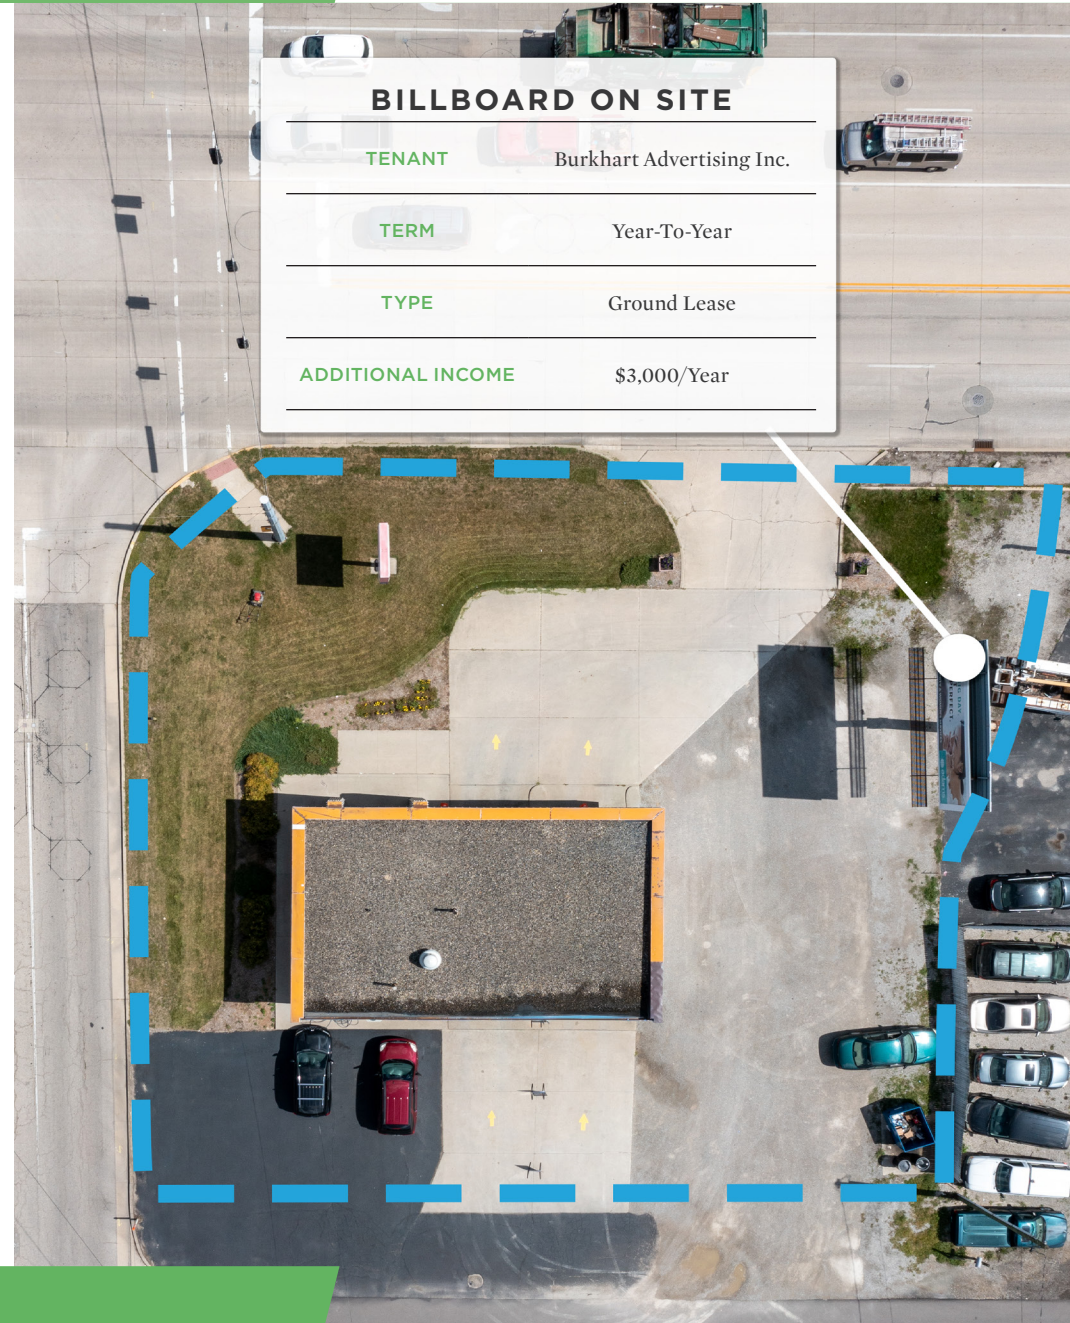 BILLBOARD ON SITE
TENANT Burkhart Advertising Inc.
TERM Year-To-Year
TYPE Ground Lease
ADDITIONAL INCOME $3,000/Year